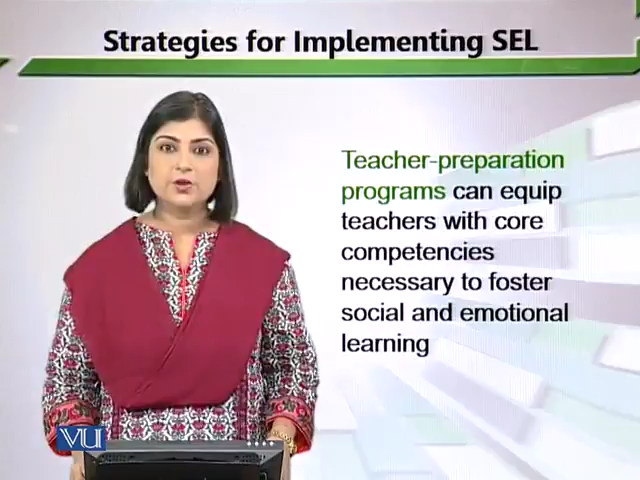 Strategies for Implementing SEL
Teacher-preparation
programs can equip
teachers with core
competencies
necessary to foster
social and emotional
learning
VU